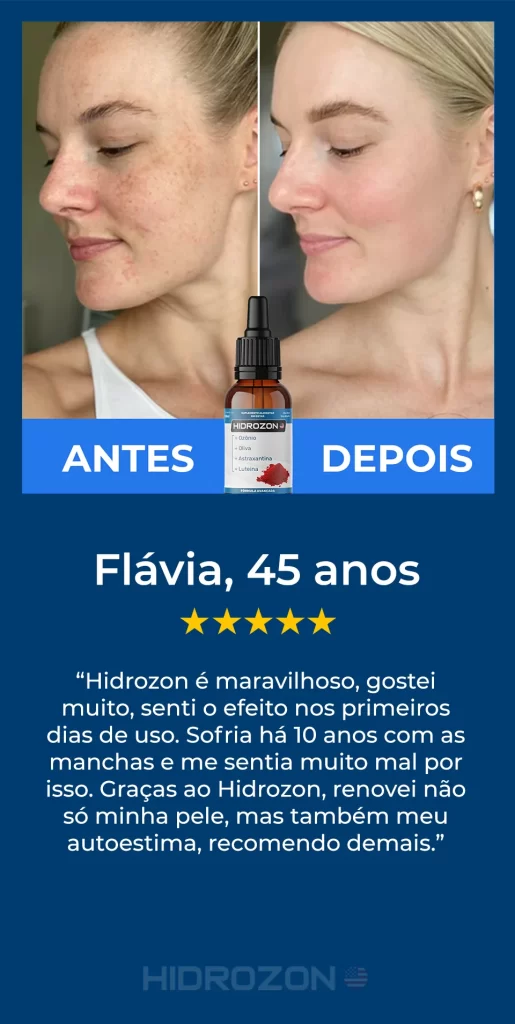 HIDROZON
Ozônio
Oliva
Astaxantina
Luteína
ANTES
DEPOIS
Flávia, 45 anos
“Hidrozon é maravilhoso, gostei
muito, senti o efeito nos primeiros
dias de uso. Sofria há 10 anos com as
manchas e me sentia muito mal por
isso. Graças ao Hidrozon, renovei não
só minha pele, mas também meu
autoestima, recomendo demais.”
HIDROZON